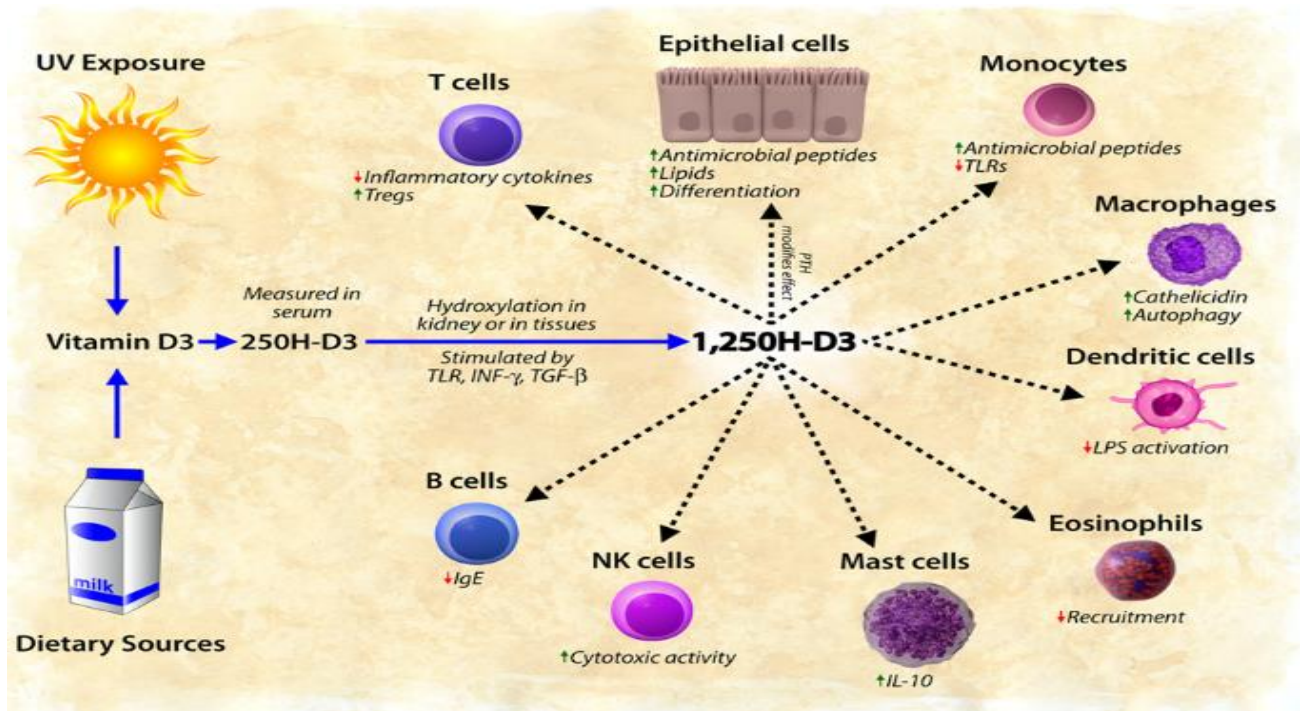 UV Exposure
T cells
↓Inflammatory cytokines
↑Tregs
Epithelial cells
↑Antimicrobial peptides
↑Lipids
↑Differentiation
Monocytes
↑Antimicrobial peptides
↓TLRs
Macrophages
↑Cathelicidin
↑Autophagy
PTH
modifies effect
Vitamin D3
Measured in
serum
250H-D3
Hydroxylation in
kidney or in tissues
Stimulated by
TLR, INF-γ, TGF-β
1,250H-D3
Dendritic cells
↓LPS activation
B cells
↓IgE
NK cells
↑Cytotoxic activity
Mast cells
↑IL-10
Eosinophils
↓Recruitment
milk
Dietary Sources